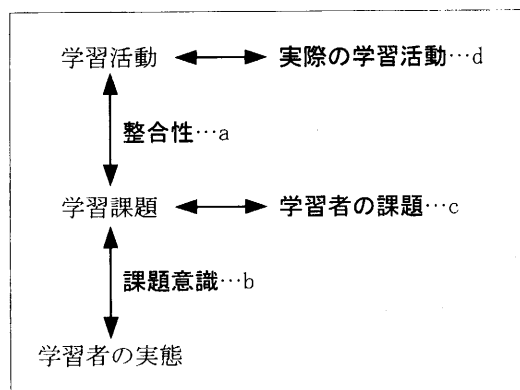 学習活動 実際の学習活動…d
整合性…a
学習課題 学習者の課題…c
課題意識…b
学習者の実態